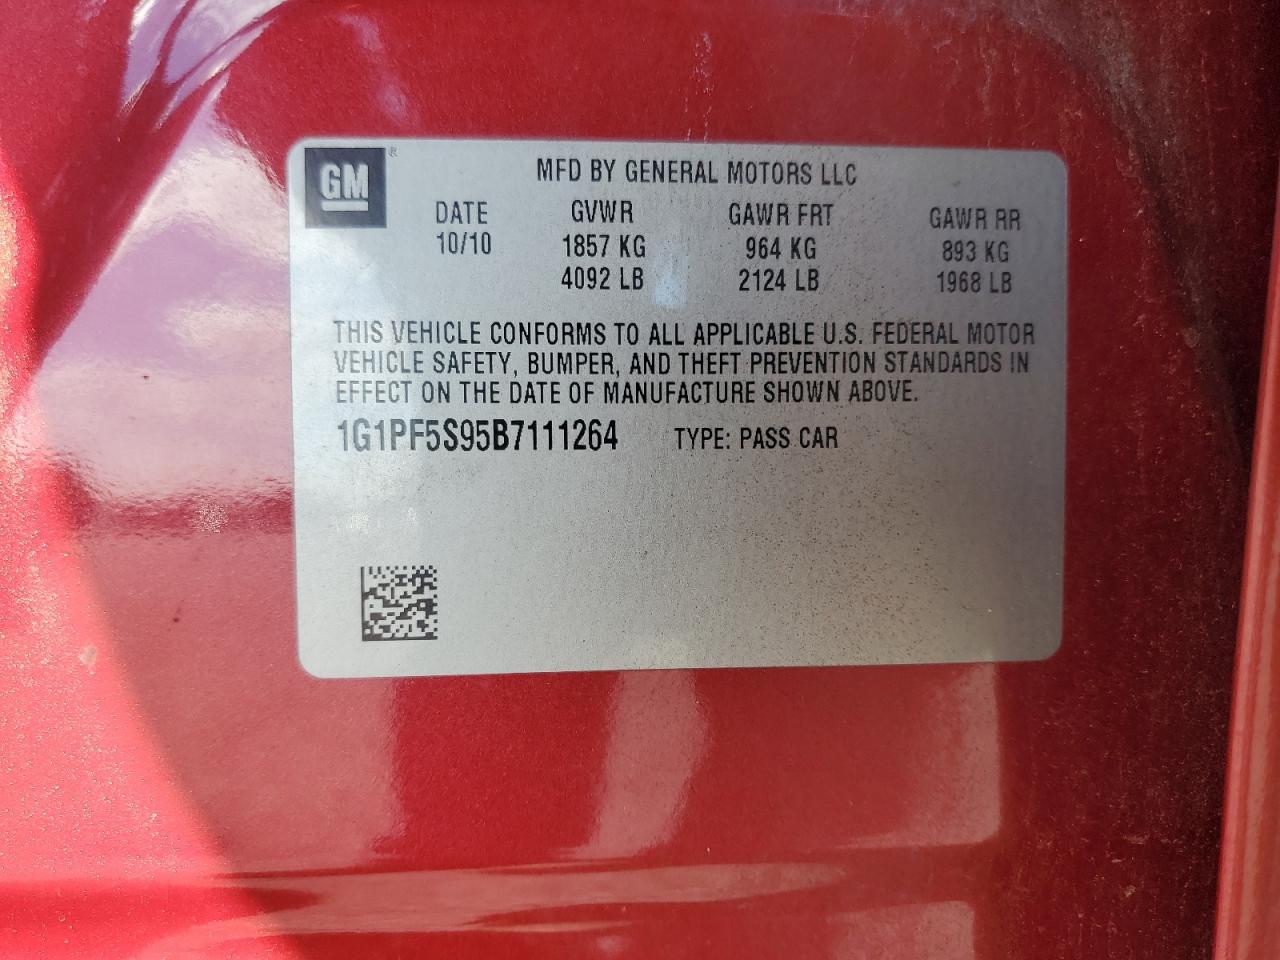 GM ® MFD BY GENERAL MOTORS LLC
DATE GVWR GAWR FRT GAWR RR
10/10 1857 KG 964 KG 893 KG
4092 LB 2124 LB 1968 LB
THIS VEHICLE CONFORMS TO ALL APPLICABLE U.S. FEDERAL MOTOR
VEHICLE SAFETY, BUMPER, AND THEFT PREVENTION STANDARDS IN
EFFECT ON THE DATE OF MANUFACTURE SHOWN ABOVE.
1G1PF5S95B7111264 TYPE: PASS CAR